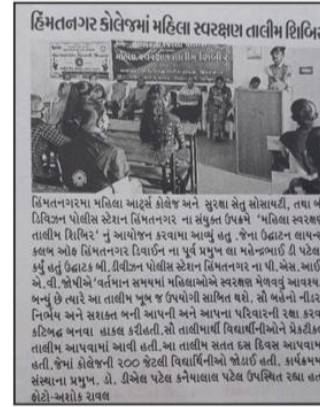 હિંમતનગર કોલેજમાં મહિલા સ્વરક્ષણ તાલીમ શિબિર
મહિલા સ્વરક્ષણ તાલીમ શિબિર
હિંમતનગરમા મહિલા આર્ટ્સ કોલેજ અને સુરક્ષા સેતુ સોસાયટી, તથા બી
ડિવિઝન પોલીસ સ્ટેશન હિંમતનગર ના સંયુક્ત ઉપક્રમે 'મહિલા સ્વરક્ષણ
તાલીમ શિબિર' નું આયોજન કરવામા આવ્યું હતુ .જેના ઉદ્ઘાટન લાયન્સ
ક્લબ ઓફ હિંમતનગર ડિવાઈન ના પૂર્વ પ્રમુખ લા મહેન્દ્રભાઈ ડી પટેલે
કર્યું હતું ઉદ્ઘાટક બી.ડીવીઝન પોલીસ સ્ટેશન હિંમતનગર ના પી.એસ.આઈ
એ.વી.જોષીએ'વર્તમાન સમયમાં મહિલાઓએ સ્વરક્ષણ મેળવવું આવશ્ય
બન્યું છે ત્યારે આ તાલીમ ખૂબ જ ઉપયોગી સાબિત થશે. સૌ બહેનો નીડર
નિર્ભય અને સશક્ત બની આપની અને આપના પરિવારની રક્ષા કરવા
કટિબદ્ધ બનવા હાકલ કરીહતી.સૌ તાલીમાર્થી વિદ્યાર્થીનીઓને પ્રેક્ટીકલ
તાલીમ આપવામાં આવી હતી.આ તાલીમ સતત દસ દિવસ આપવામાં
હતી.જેમાં કોલેજની ૨૦૦ જેટલી વિદ્યાર્થિનીઓ જોડાઈ હતી. કાર્યક્રમમાં
સંસ્થાના પ્રમુખ. ડો. ડીએલ પટેલ કનૈયાલાલ પટેલ ઉપસ્થિત રહ્યા હતા
ફોટો-અશોક રાવલ